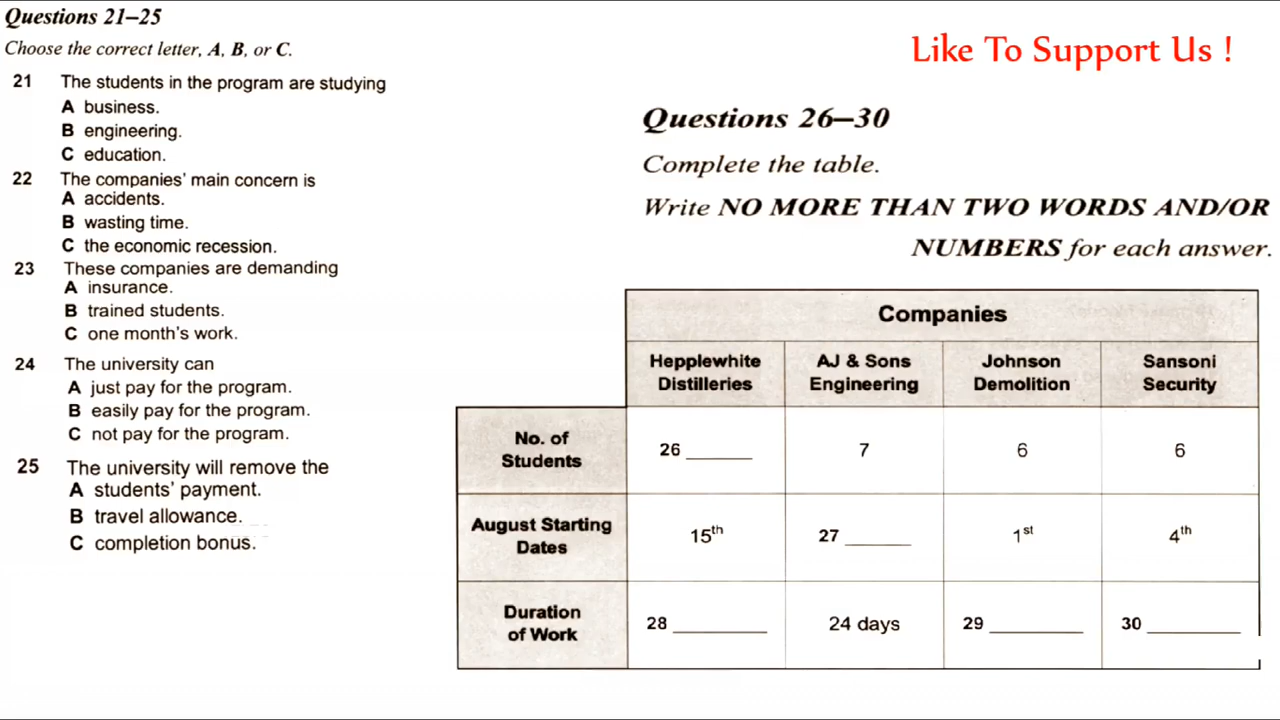 Questions 21–25
Choose the correct letter, A, B, or C.
21 The students in the program are studying
A business.
B engineering.
C education.
22 The companies' main concern is
A accidents.
B wasting time.
C the economic recession.
23 These companies are demanding
A insurance.
B trained students.
C one month's work.
24 The university can
A just pay for the program.
B easily pay for the program.
C not pay for the program.
25 The university will remove the
A students' payment.
B travel allowance.
C completion bonus.
Like To Support Us !
Questions 26–30
Complete the table.
Write NO MORE THAN TWO WORDS AND/OR
NUMBERS for each answer.
Companies
Hepplewhite Distilleries AJ & Sons Engineering Johnson Demolition Sansoni Security
No. of Students 26 ______ 7 6 6
August Starting Dates 15th 27 ______ 1st 4th
Duration of Work 28 ______ 24 days 29 ______ 30 ______